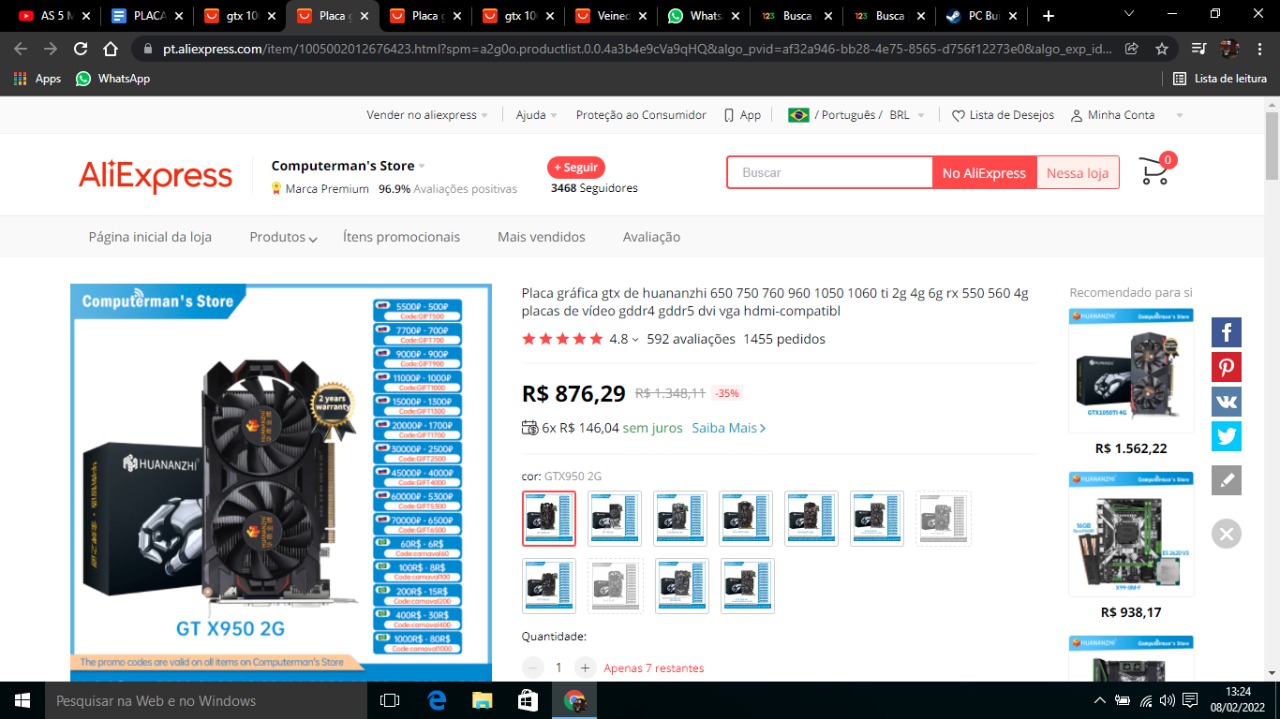 AS 5 M
PLACA
gtx 10
Placa g
Placa g
gtx 10
Veined
Whats
Busca
Busca
PC Bu
pt.aliexpress.com/item/1005002012676423.html?spm=a2g0o.productlist.0.0.4a3b4e9cVa9qHQ&algo_pvid=af32a946-bb28-4e75-8565-d756f12273e0&algo_exp_id...
Apps WhatsApp Lista de leitura
Vender no aliexpress Ajuda Proteção ao Consumidor App / Português / BRL Lista de Desejos Minha Conta
AliExpress
Computerman's Store
Marca Premium 96.9% Avaliações positivas
+ Seguir
3468 Seguidores
Buscar No AliExpress Nessa loja
0
Página inicial da loja Produtos Ítens promocionais Mais vendidos Avaliação
Computerman's Store
5500₽ - 500₽
Code:GIFT500
7700₽ - 700₽
Code:GIFT700
9000₽ - 900₽
Code:GIFT900
11000₽ - 1000₽
Code:GIFT1000
15000₽ - 1300₽
Code:GIFT1300
20000₽ - 1700₽
Code:GIFT1700
30000₽ - 2500₽
Code:GIFT2500
45000₽ - 4000₽
Code:GIFT4000
60000₽ - 5300₽
Code:GIFT5300
70000₽ - 6500₽
Code:GIFT6500
60R$ - 6R$
Code:carnaval60
100R$ - 8R$
Code:carnaval100
200R$ - 15R$
Code:carnaval200
400R$ - 30R$
Code:carnaval400
1000R$ - 80R$
Code:carnaval1000
2 years
warranty
HUANANZHI
HUANANZHI
GT X950 2G
The promo codes are valid on all items on Computerman's Store
Placa gráfica gtx de huananzhi 650 750 760 960 1050 1060 ti 2g 4g 6g rx 550 560 4g
placas de vídeo gddr4 gddr5 dvi vga hdmi-compatibl
4.8 592 avaliações 1455 pedidos
R$ 876,29 R$ 1.348,11 -35%
6x R$ 146,04 sem juros Saiba Mais
cor: GTX950 2G
Quantidade:
1 Apenas 7 restantes
Recomendado para si
HUANANZHI Computerman's Store
GTX1050TI 4G
R$ 1.562,22
HUANANZHI Computerman's Store
16GB
E5 2620 V3
X99-8M-F
R$ 938,17
HUANANZHI Computerman's Store
Pesquisar na Web e no Windows
13:24
08/02/2022